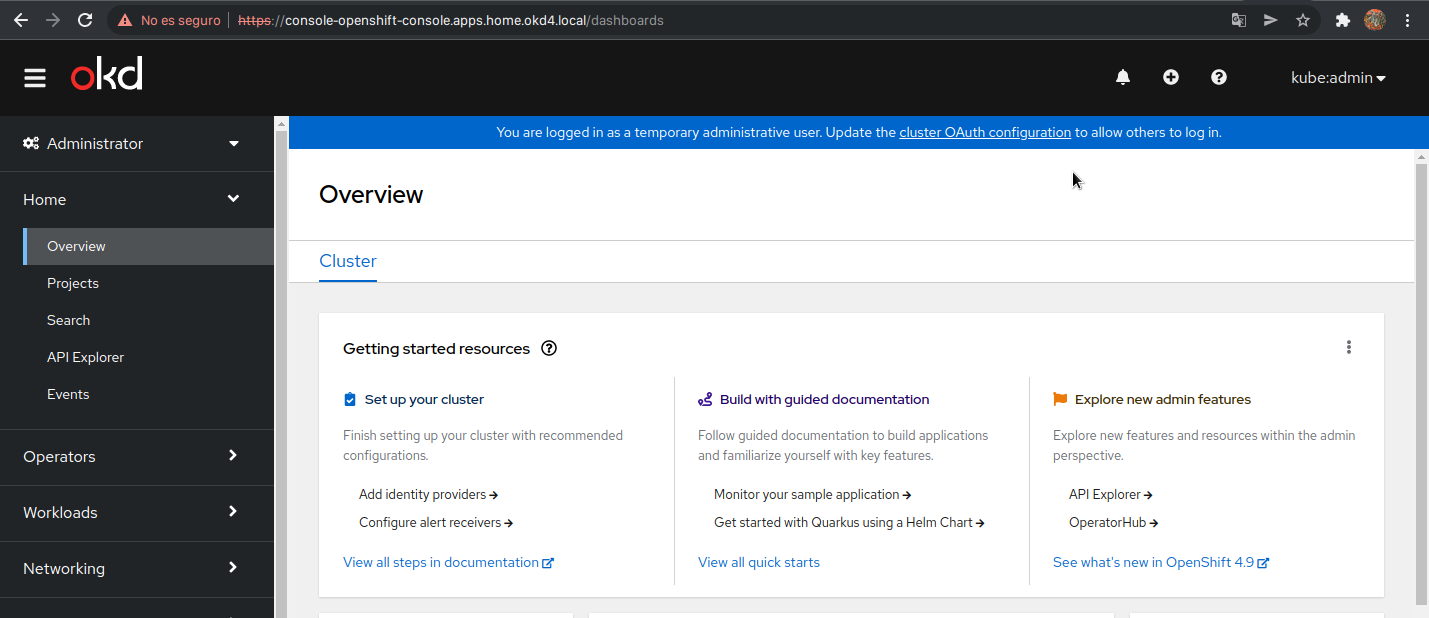 No es seguro https://console-openshift-console.apps.home.okd4.local/dashboards
okd
kube:admin
Administrator
Home
Overview
Projects
Search
API Explorer
Events
Operators
Workloads
Networking
You are logged in as a temporary administrative user. Update the cluster OAuth configuration to allow others to log in.
Overview
Cluster
Getting started resources
Set up your cluster
Finish setting up your cluster with recommended
configurations.
Add identity providers
Configure alert receivers
View all steps in documentation
Build with guided documentation
Follow guided documentation to build applications
and familiarize yourself with key features.
Monitor your sample application
Get started with Quarkus using a Helm Chart
View all quick starts
Explore new admin features
Explore new features and resources within the admin
perspective.
API Explorer
OperatorHub
See what's new in OpenShift 4.9